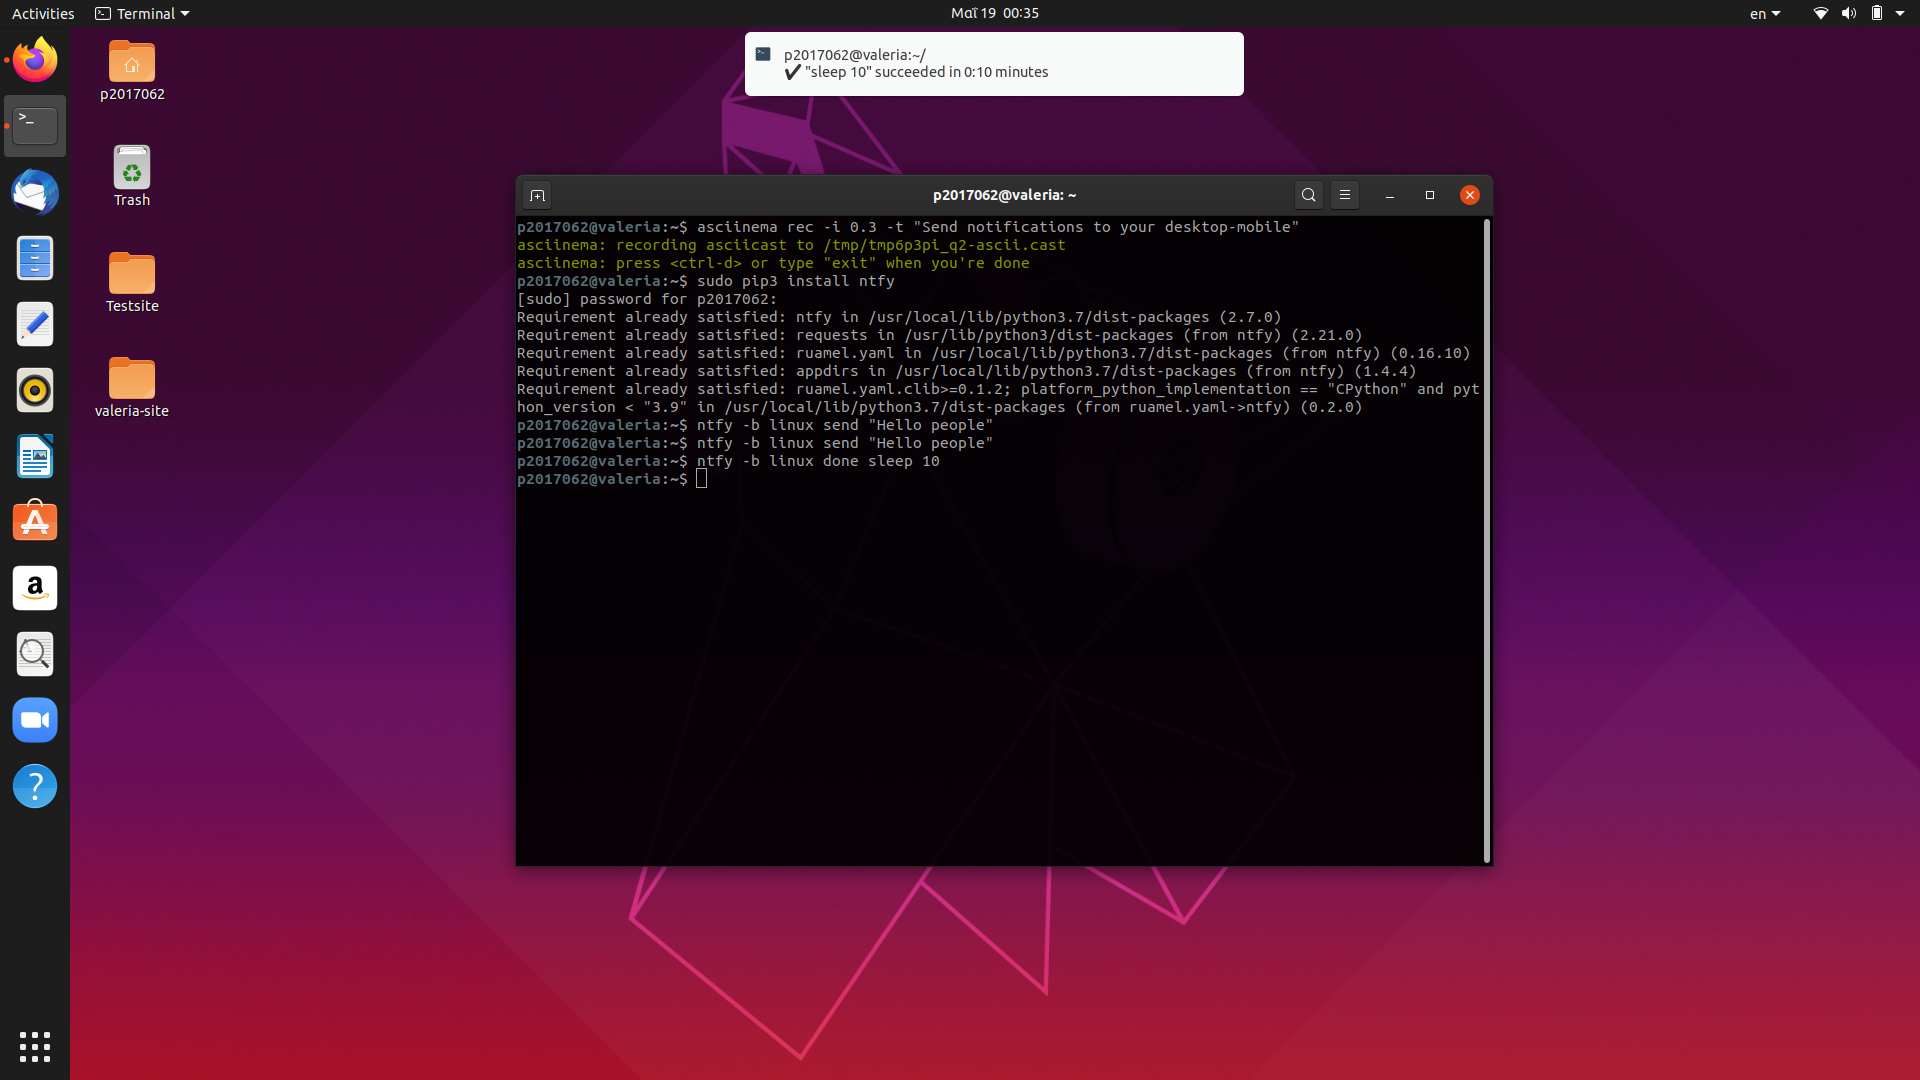 Activities
Terminal
Μαΐ 19 00:35
en
p2017062@valeria:~/
✔ "sleep 10" succeeded in 0:10 minutes
p2017062
Trash
Testsite
valeria-site
p2017062@valeria: ~
p2017062@valeria:~$ asciinema rec -i 0.3 -t "Send notifications to your desktop-mobile"
asciinema: recording asciicast to /tmp/tmp6p3pi_q2-ascii.cast
asciinema: press <ctrl-d> or type "exit" when you're done
p2017062@valeria:~$ sudo pip3 install ntfy
[sudo] password for p2017062:
Requirement already satisfied: ntfy in /usr/local/lib/python3.7/dist-packages (2.7.0)
Requirement already satisfied: requests in /usr/lib/python3/dist-packages (from ntfy) (2.21.0)
Requirement already satisfied: ruamel.yaml in /usr/local/lib/python3.7/dist-packages (from ntfy) (0.16.10)
Requirement already satisfied: appdirs in /usr/local/lib/python3.7/dist-packages (from ntfy) (1.4.4)
Requirement already satisfied: ruamel.yaml.clib>=0.1.2; platform_python_implementation == "CPython" and pyt
hon_version < "3.9" in /usr/local/lib/python3.7/dist-packages (from ruamel.yaml->ntfy) (0.2.0)
p2017062@valeria:~$ ntfy -b linux send "Hello people"
p2017062@valeria:~$ ntfy -b linux send "Hello people"
p2017062@valeria:~$ ntfy -b linux done sleep 10
p2017062@valeria:~$